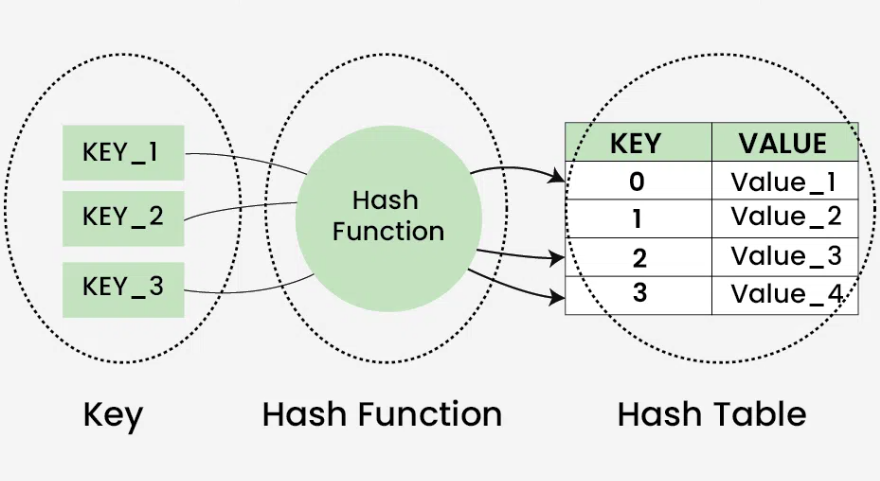 KEY_1
KEY_2
KEY_3
Hash
Function
KEY VALUE
0 Value_1
1 Value_2
2 Value_3
3 Value_4
Key
Hash Function
Hash Table